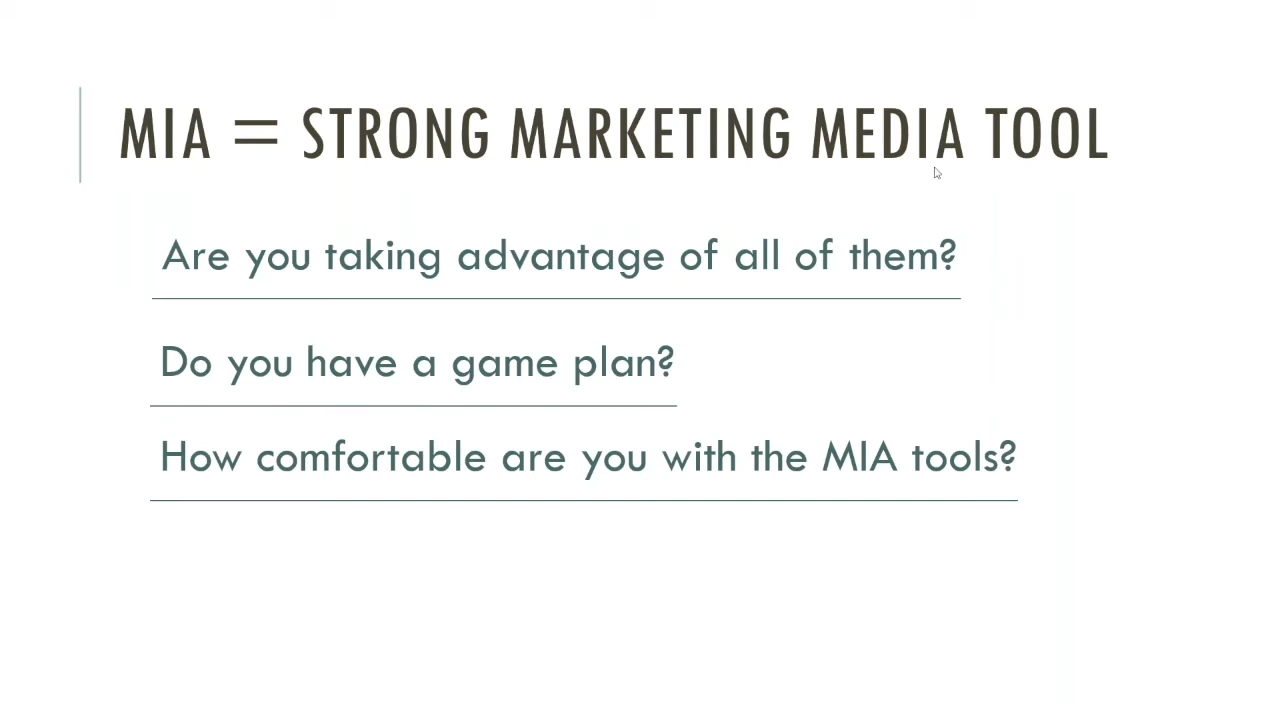 MIA = STRONG MARKETING MEDIA TOOL
Are you taking advantage of all of them?
Do you have a game plan?
How comfortable are you with the MIA tools?